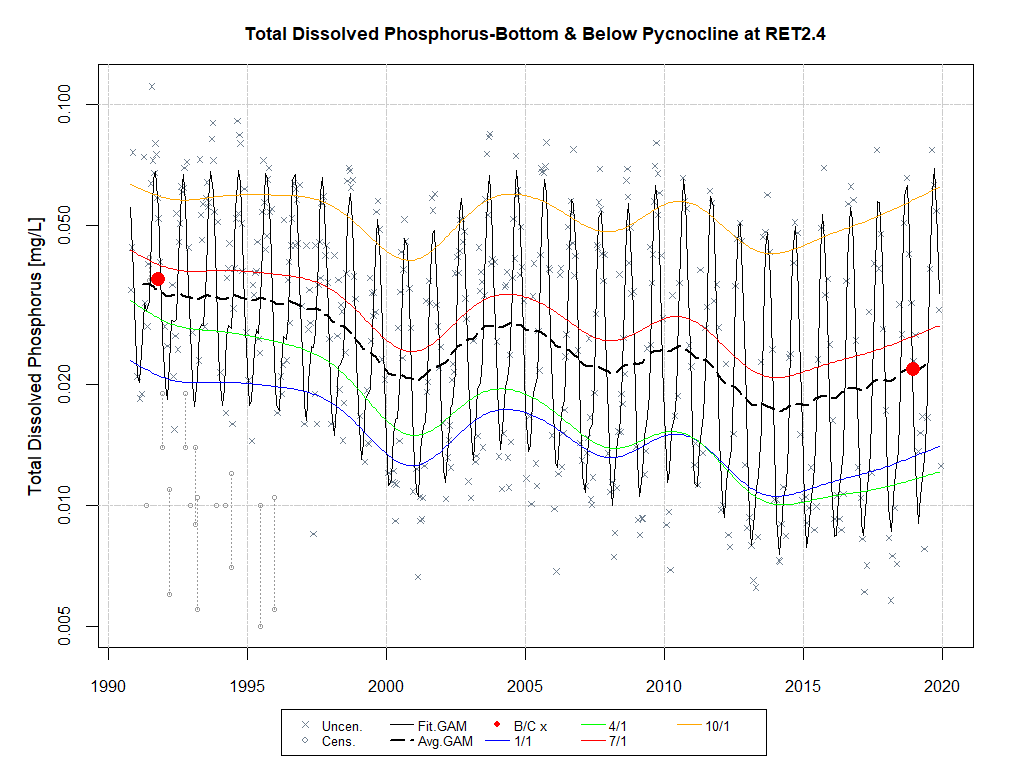 Total Dissolved Phosphorus-Bottom & Below Pycnocline at RET2.4
Total Dissolved Phosphorus [mg/L]
0.100
0.050
0.020
0.010
0.005
1990 1995 2000 2005 2010 2015 2020
Uncen. Fit.GAM B/C x 4/1 10/1
Cens. Avg.GAM 1/1 7/1